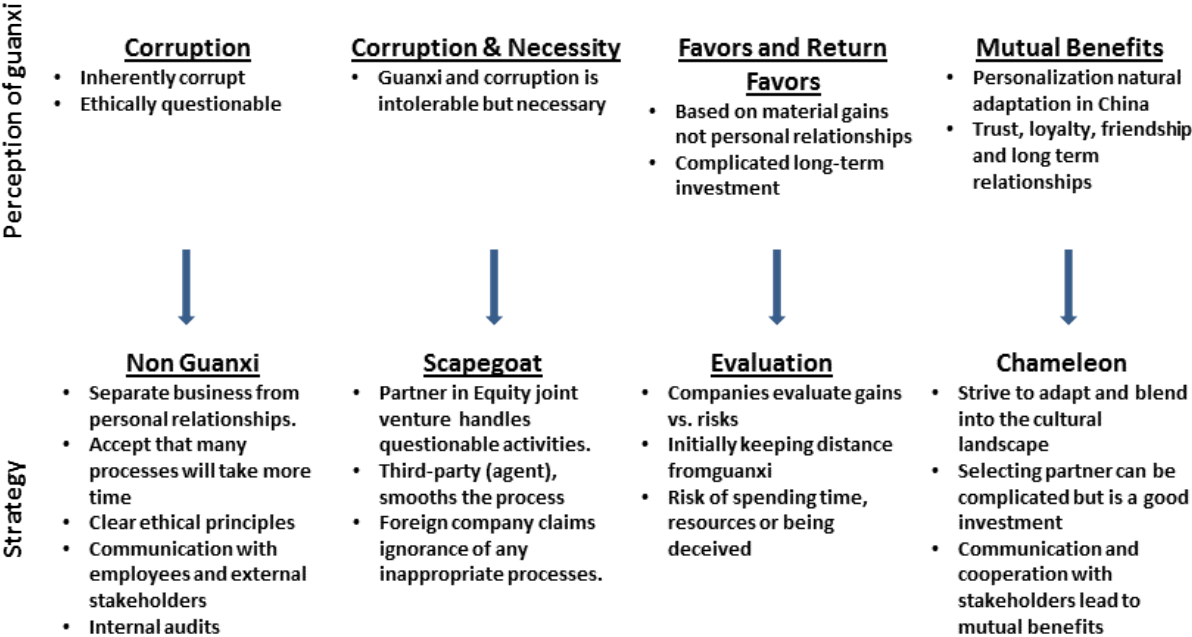 Perception of guanxi
Corruption
• Inherently corrupt
• Ethically questionable
Corruption & Necessity
• Guanxi and corruption is
intolerable but necessary
Favors and Return
Favors
• Based on material gains
not personal relationships
• Complicated long-term
investment
Mutual Benefits
• Personalization natural
adaptation in China
• Trust, loyalty, friendship
and long term
relationships
Strategy
Non Guanxi
• Separate business from
personal relationships.
• Accept that many
processes will take more
time
• Clear ethical principles
• Communication with
employees and external
stakeholders
• Internal audits
Scapegoat
• Partner in Equity joint
venture handles
questionable activities.
• Third-party (agent),
smooths the process
• Foreign company claims
ignorance of any
inappropriate processes.
Evaluation
• Companies evaluate gains
vs. risks
• Initially keeping distance
fromguanxi
• Risk of spending time,
resources or being
deceived
Chameleon
• Strive to adapt and blend
into the cultural
landscape
• Selecting partner can be
complicated but is a good
investment
• Communication and
cooperation with
stakeholders lead to
mutual benefits